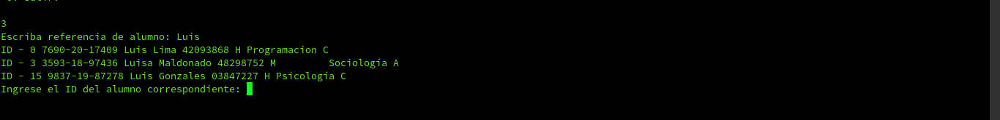 3
Escriba referencia de alumno: Luis
ID - 0 7690-20-17409 Luis Lima 42093868 H Programacion C
ID - 3 3593-18-97436 Luisa Maldonado 48298752 M         Sociología A
ID - 15 9837-19-87278 Luis Gonzales 03847227 H Psicología C
Ingrese el ID del alumno correspondiente: